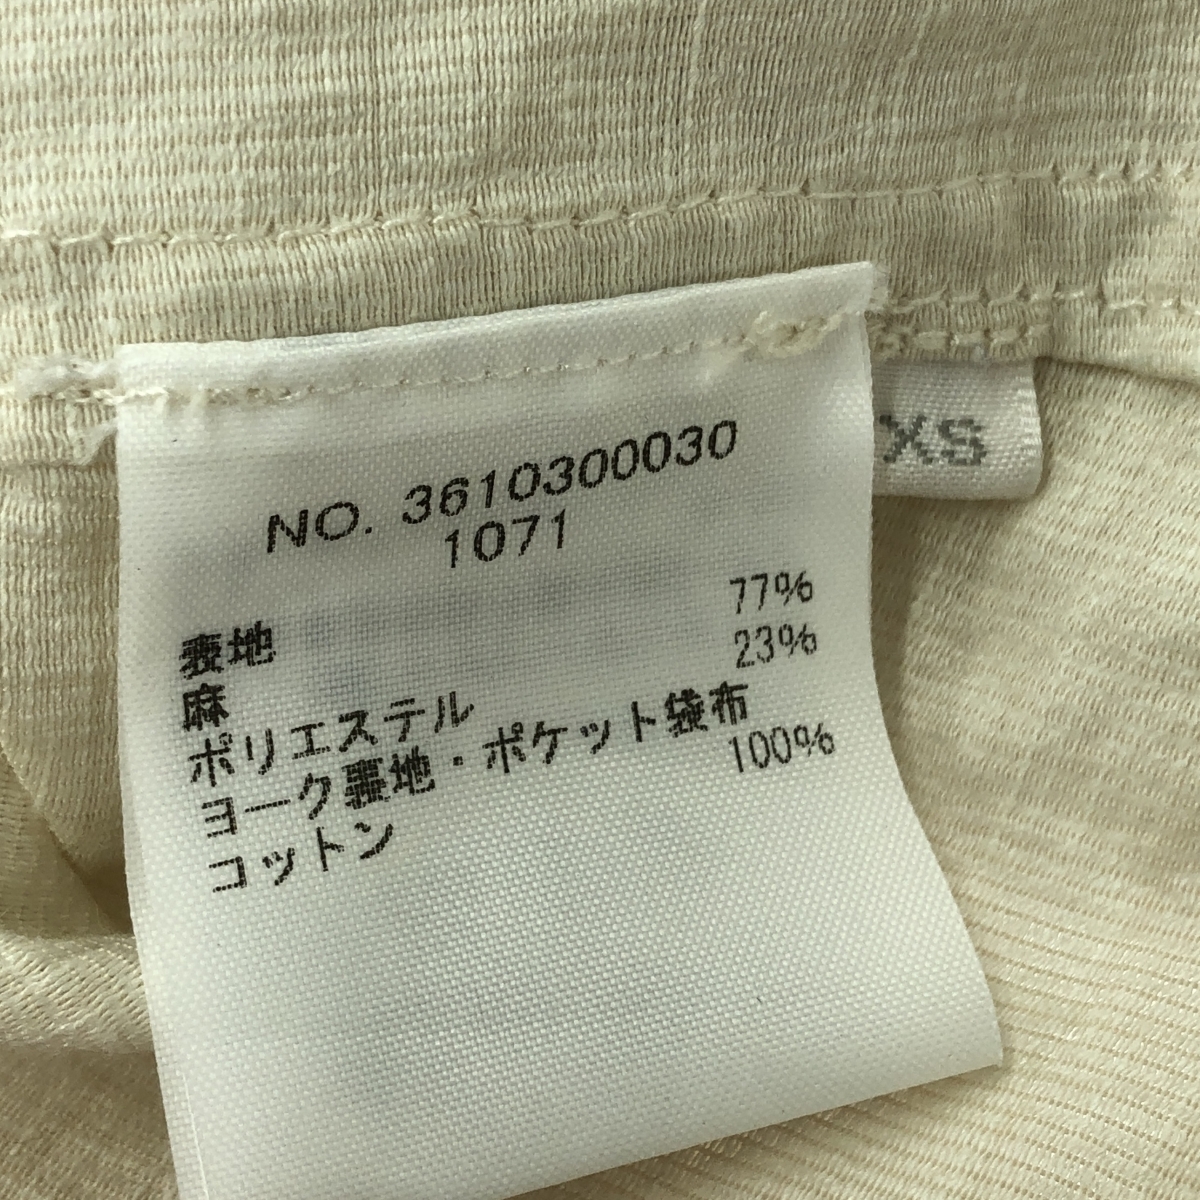 NO. 3610300030
1071
表地
麻 77%
ポリエステル 23%
ヨーク裏地・ポケット袋布
コットン 100%
XS